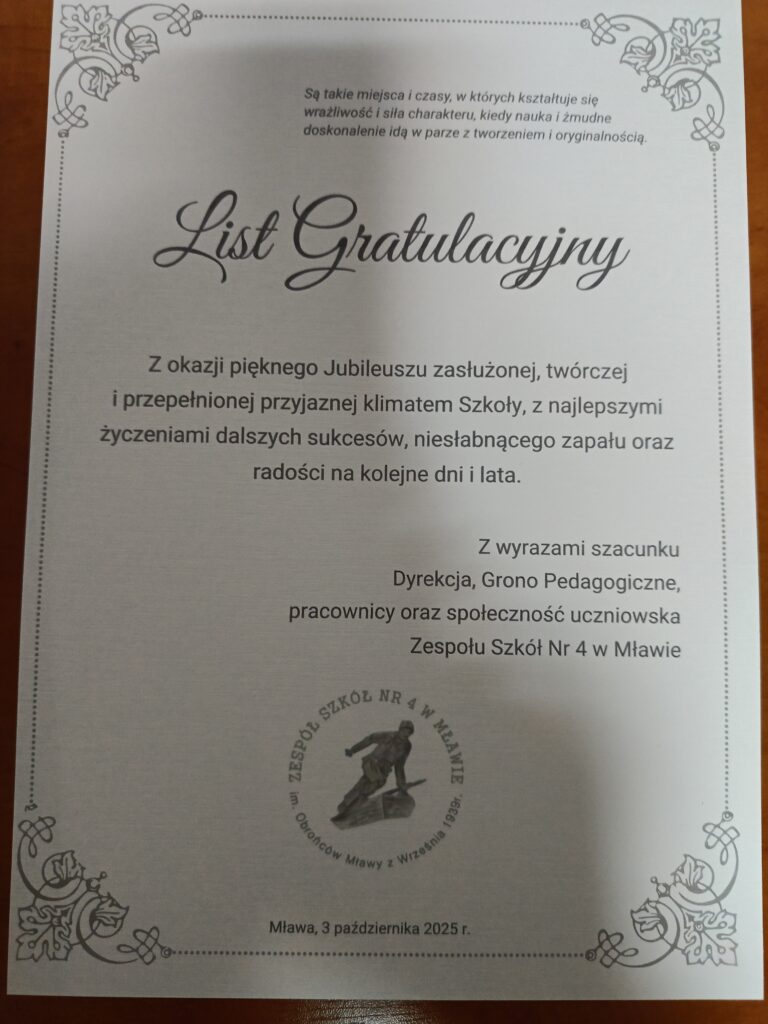 Są takie miejsca i czasy, w których kształtuje się
wrażliwość i siła charakteru, kiedy nauka i żmudne
doskonalenie idą w parze z tworzeniem i oryginalnością.
List Gratulacyjny
Z okazji pięknego Jubileuszu zasłużonej, twórczej
i przepełnionej przyjaznej klimatem Szkoły, z najlepszymi
życzeniami dalszych sukcesów, niesłabnącego zapału oraz
radości na kolejne dni i lata.
Z wyrazami szacunku
Dyrekcja, Grono Pedagogiczne,
pracownicy oraz społeczność uczniowska
Zespołu Szkół Nr 4 w Mławie
ZESPÓŁ SZKÓŁ NR 4 W MŁAWIE
im. Obrońców Mławy z Września 1939r.
Mława, 3 października 2025 r.